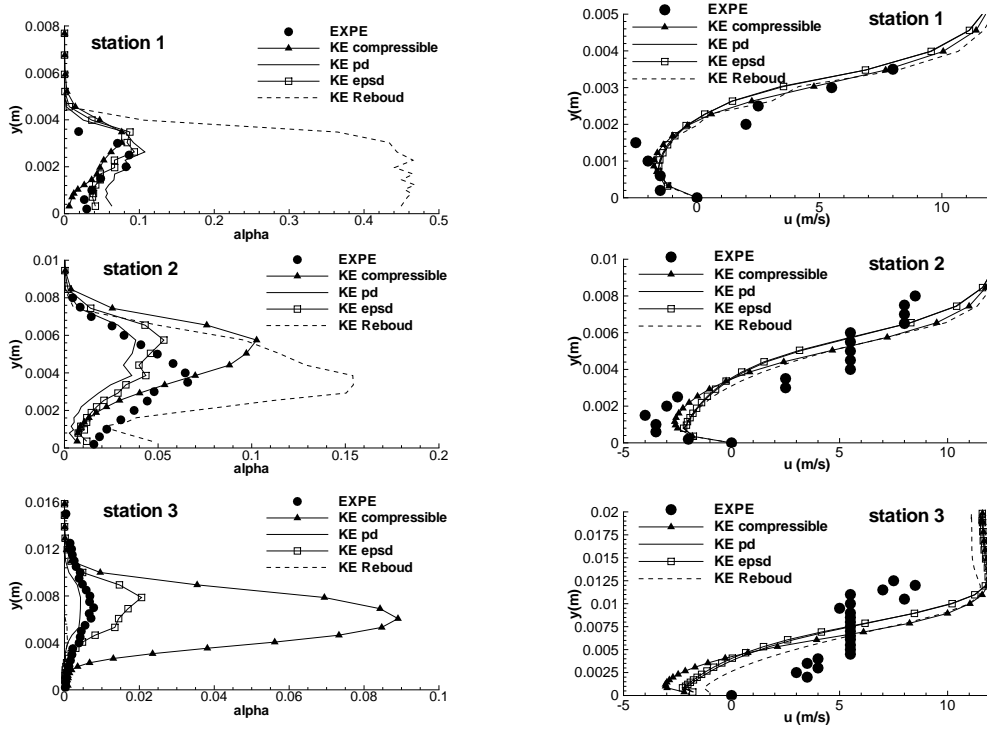 station 1
EXPE
KE compressible
KE pd
KE epsd
KE Reboud
y(m)
0.008
0.006
0.004
0.002
0
0 0.1 0.2 0.3 0.4 0.5
alpha
station 1
EXPE
KE compressible
KE pd
KE epsd
KE Reboud
y(m)
0.005
0.004
0.003
0.002
0.001
0
0 5 10
u (m/s)
station 2
EXPE
KE compressible
KE pd
KE epsd
KE Reboud
y(m)
0.01
0.008
0.006
0.004
0.002
0
0 0.05 0.1 0.15 0.2
alpha
station 2
EXPE
KE compressible
KE pd
KE epsd
KE Reboud
y(m)
0.01
0.008
0.006
0.004
0.002
0
-5 0 5 10
u (m/s)
station 3
EXPE
KE compressible
KE pd
KE epsd
KE Reboud
y(m)
0.016
0.012
0.008
0.004
0
0 0.02 0.04 0.06 0.08 0.1
alpha
station 3
EXPE
KE compressible
KE pd
KE epsd
KE Reboud
y(m)
0.02
0.0175
0.015
0.0125
0.01
0.0075
0.005
0.0025
0
-5 0 5 10
u (m/s)